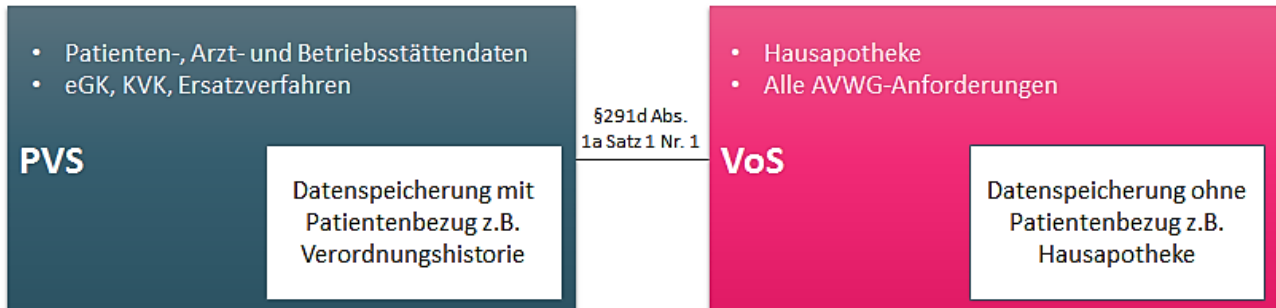 • Patienten-, Arzt- und Betriebsstättendaten
• eGK, KVK, Ersatzverfahren
PVS
Datenspeicherung mit
Patientenbezug z.B.
Verordnungshistorie
§291d Abs.
1a Satz 1 Nr. 1
• Hausapotheke
• Alle AVWG-Anforderungen
VoS
Datenspeicherung ohne
Patientenbezug z.B.
Hausapotheke